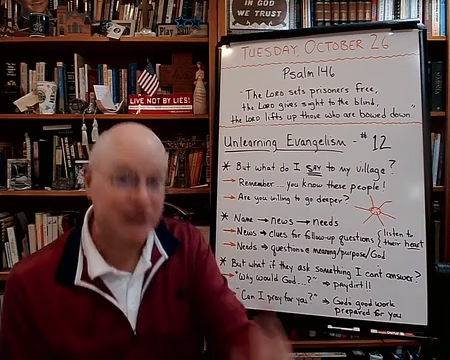 IN GOD
WE TRUST
LIVE NOT BY LIES!
TUESDAY, OCTOBER 26
Psalm 146
"The LORD sets prisoners free,
the LORD gives sight to the blind,
the LORD lifts up those who are bowed down"
Unlearning Evangelism - #12
* But what do I say to my village?
→ Remember... you know these people!
→ Are you willing to go deeper?
* Name → news → needs
→ News → clues for follow-up questions
→ Needs → questions @ meaning/purpose/God
{listen to their heart
* But what if they ask something I can't answer?
→ "Why would God...?" → paydirt!!
→ "Can I pray for you?" → God's good work
prepared for you